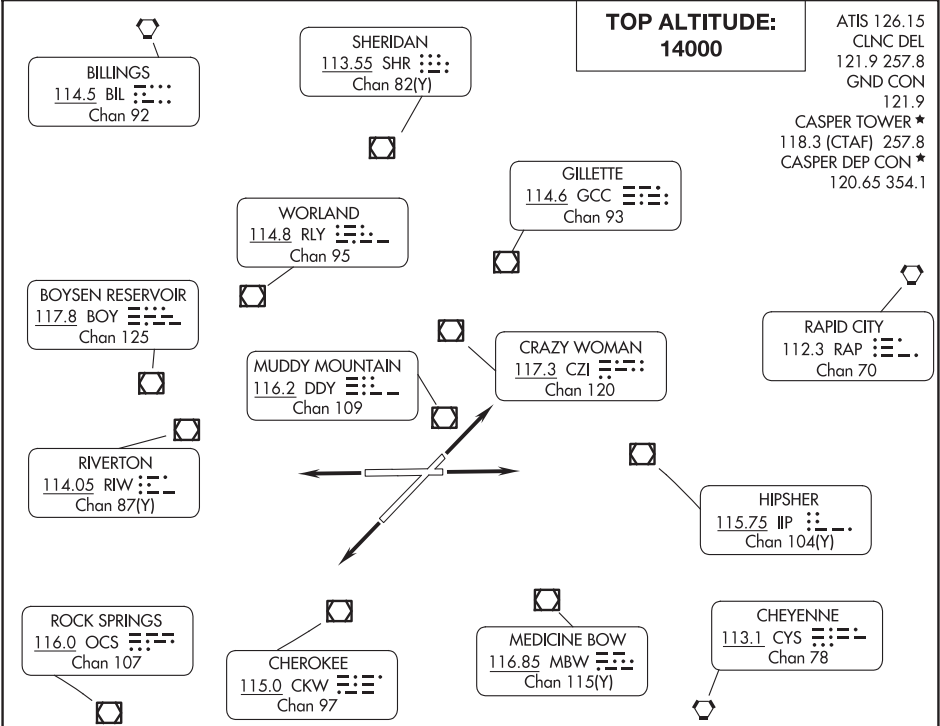 TOP ALTITUDE:
14000
ATIS 126.15
CLNC DEL
121.9 257.8
GND CON
121.9
CASPER TOWER ★
118.3 (CTAF) 257.8
CASPER DEP CON ★
120.65 354.1
BILLINGS
114.5 BIL
Chan 92
SHERIDAN
113.55 SHR
Chan 82(Y)
GILLETTE
114.6 GCC
Chan 93
WORLAND
114.8 RLY
Chan 95
BOYSEN RESERVOIR
117.8 BOY
Chan 125
RAPID CITY
112.3 RAP
Chan 70
CRAZY WOMAN
117.3 CZI
Chan 120
MUDDY MOUNTAIN
116.2 DDY
Chan 109
RIVERTON
114.05 RIW
Chan 87(Y)
HIPSHER
115.75 IIP
Chan 104(Y)
ROCK SPRINGS
116.0 OCS
Chan 107
CHEROKEE
115.0 CKW
Chan 97
MEDICINE BOW
116.85 MBW
Chan 115(Y)
CHEYENNE
113.1 CYS
Chan 78